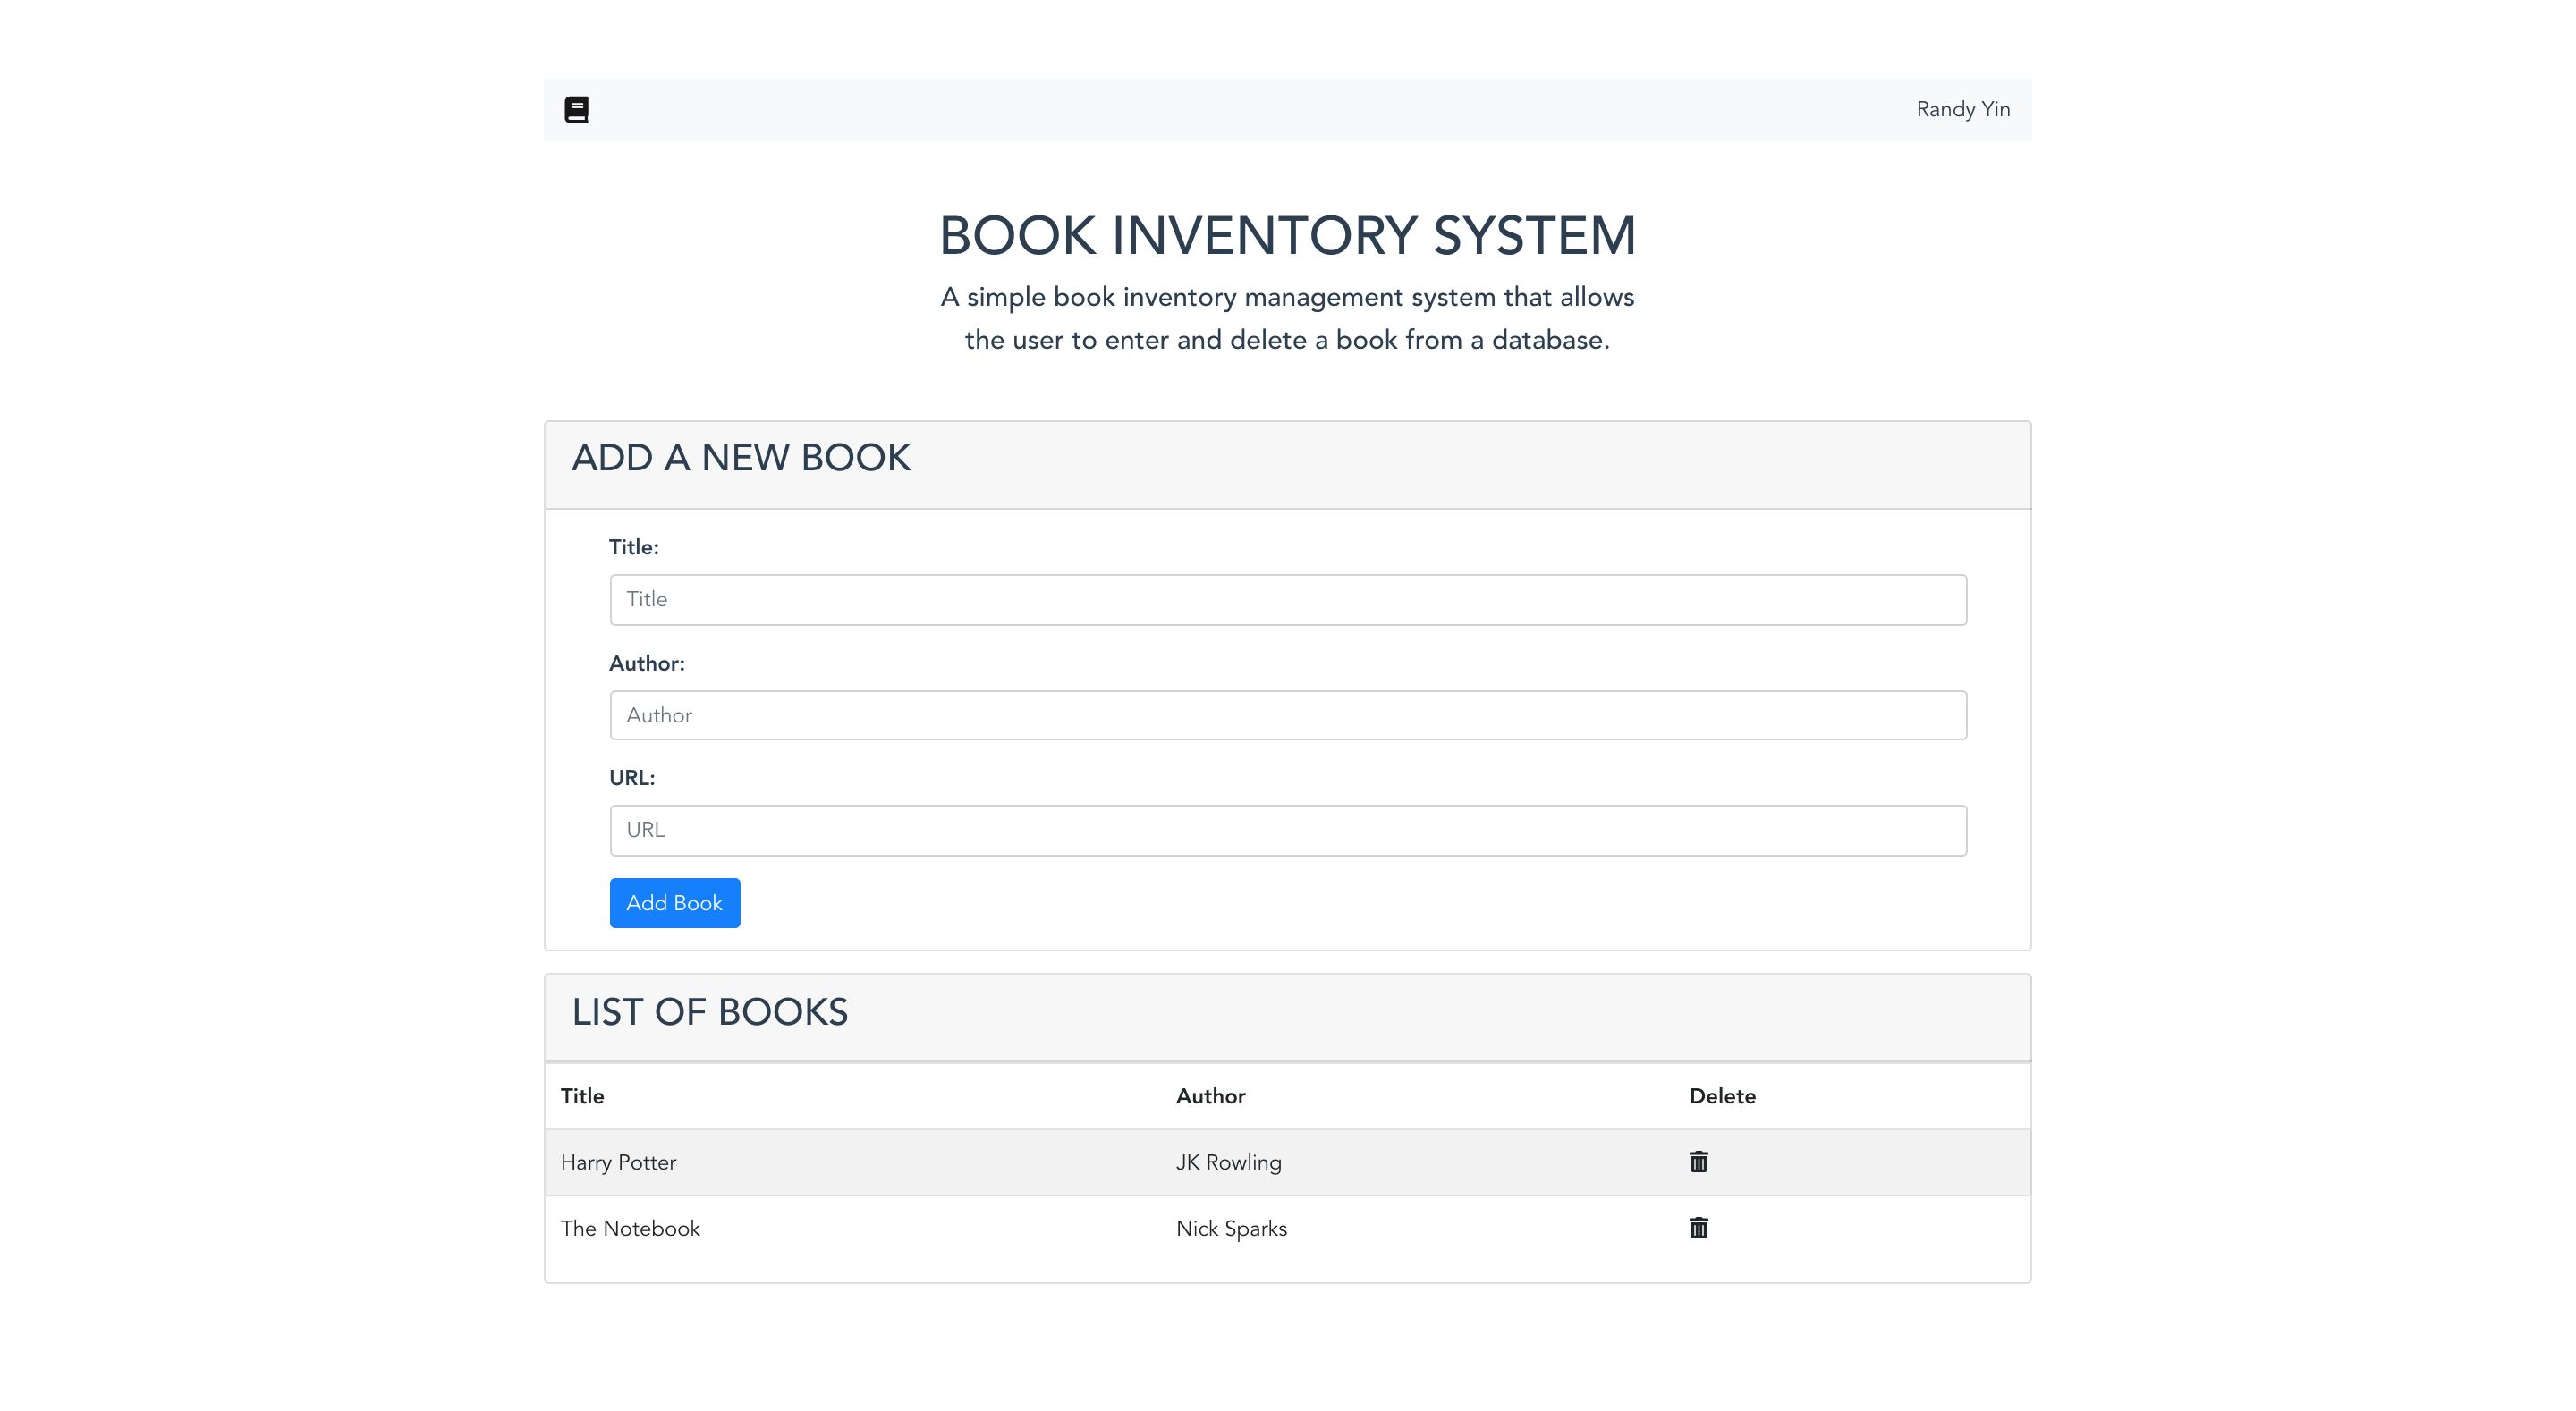 Randy Yin
BOOK INVENTORY SYSTEM
A simple book inventory management system that allows
the user to enter and delete a book from a database.
ADD A NEW BOOK
Title:
Title
Author:
Author
URL:
URL
Add Book
LIST OF BOOKS
Title Author Delete
Harry Potter JK Rowling
The Notebook Nick Sparks